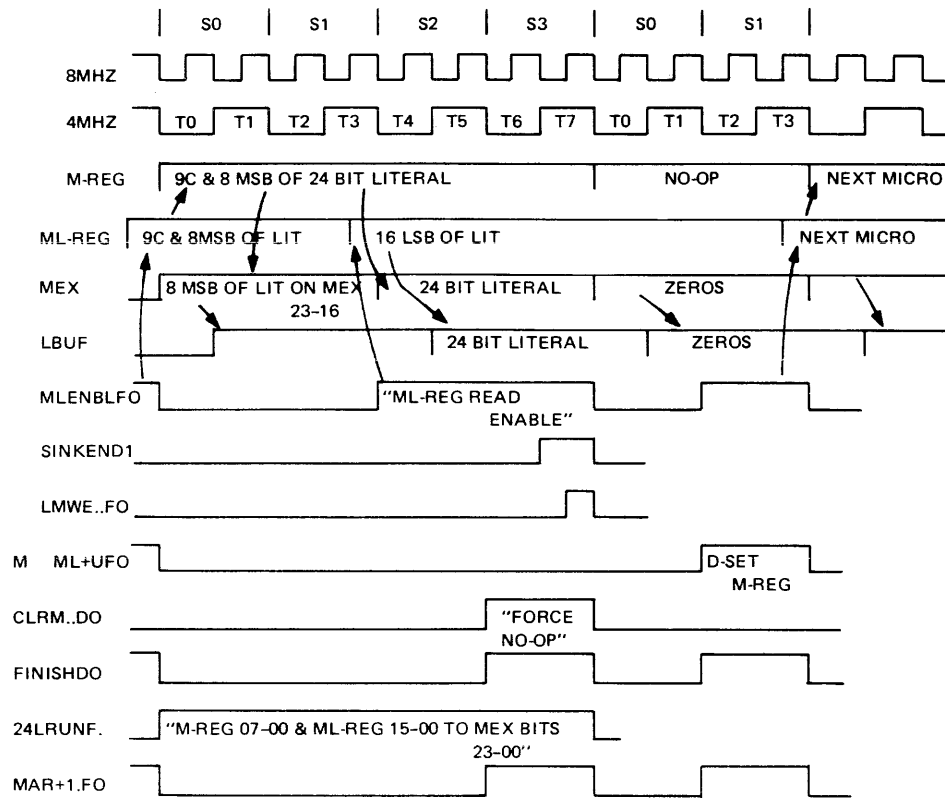 S0 S1 S2 S3 S0 S1
8MHZ
4MHZ T0 T1 T2 T3 T4 T5 T6 T7 T0 T1 T2 T3
M-REG 9C & 8 MSB OF 24 BIT LITERAL NO-OP NEXT MICRO
ML-REG 9C & 8MSB OF LIT 16 LSB OF LIT NEXT MICRO
MEX 8 MSB OF LIT ON MEX 24 BIT LITERAL ZEROS
23-16
LBUF 24 BIT LITERAL ZEROS
MLENBLFO "ML-REG READ
ENABLE"
SINKEND1
LMWE..FO
M ML+UFO D-SET
M-REG
CLRM..DO "FORCE
NO-OP"
FINISHDO
24LRUNF. "M-REG 07-00 & ML-REG 15-00 TO MEX BITS
23-00"
MAR+1.FO